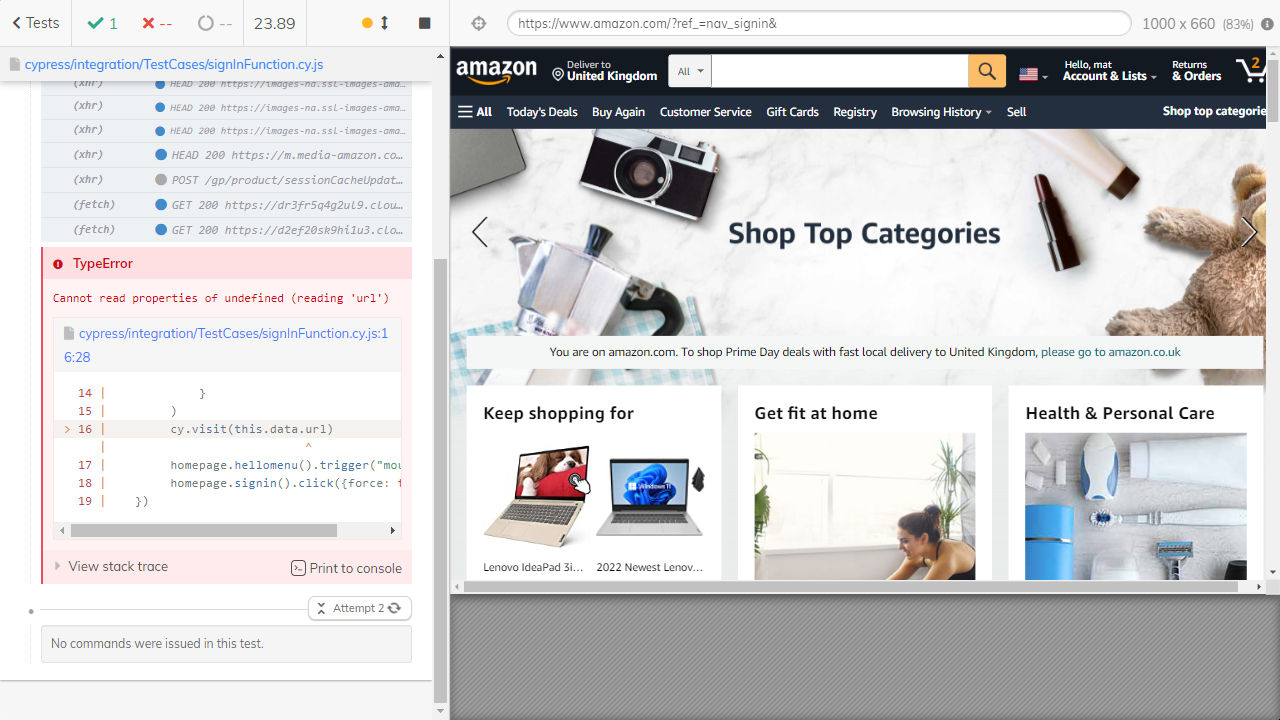 Tests
1
--
--
23.89
https://www.amazon.com/?ref_=nav_signin&
1000 x 660 (83%)
cypress/integration/TestCases/signInFunction.cy.js
(xhr) HEAD 200 https://images-na.ssl-images-ama…
(xhr) HEAD 200 https://images-na.ssl-images-ama…
(xhr) HEAD 200 https://images-na.ssl-images-ama…
(xhr) HEAD 200 https://m.media-amazon.co…
(xhr) POST /gp/product/sessionCacheUpdat…
(fetch) GET 200 https://dr3fr5q4g2ul9.clou…
(fetch) GET 200 https://d2ef20sk9hi1u3.clo…
TypeError
Cannot read properties of undefined (reading 'url')
cypress/integration/TestCases/signInFunction.cy.js:1
6:28
14 | }
15 | )
> 16 | cy.visit(this.data.url)
| ^
17 | homepage.hellomenu().trigger("mou
18 | homepage.signin().click({force: t
19 | })
View stack trace
Print to console
Attempt 2
No commands were issued in this test.
amazon
Deliver to
United Kingdom
All
Hello, mat
Account & Lists
Returns
& Orders
2
All
Today's Deals
Buy Again
Customer Service
Gift Cards
Registry
Browsing History
Sell
Shop top categorie
Shop Top Categories
You are on amazon.com. To shop Prime Day deals with fast local delivery to United Kingdom, please go to amazon.co.uk
Keep shopping for
Get fit at home
Health & Personal Care
Windows 11
Lenovo IdeaPad 3i…
2022 Newest Lenov…